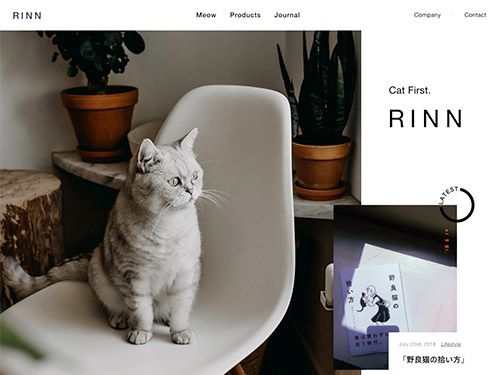 RINN
Meow Products Journal
Company
Contact
Cat First.
RINN
LATEST
野良猫の
拾い方
July 23rd, 2018 Lifestyle
「野良猫の拾い方」